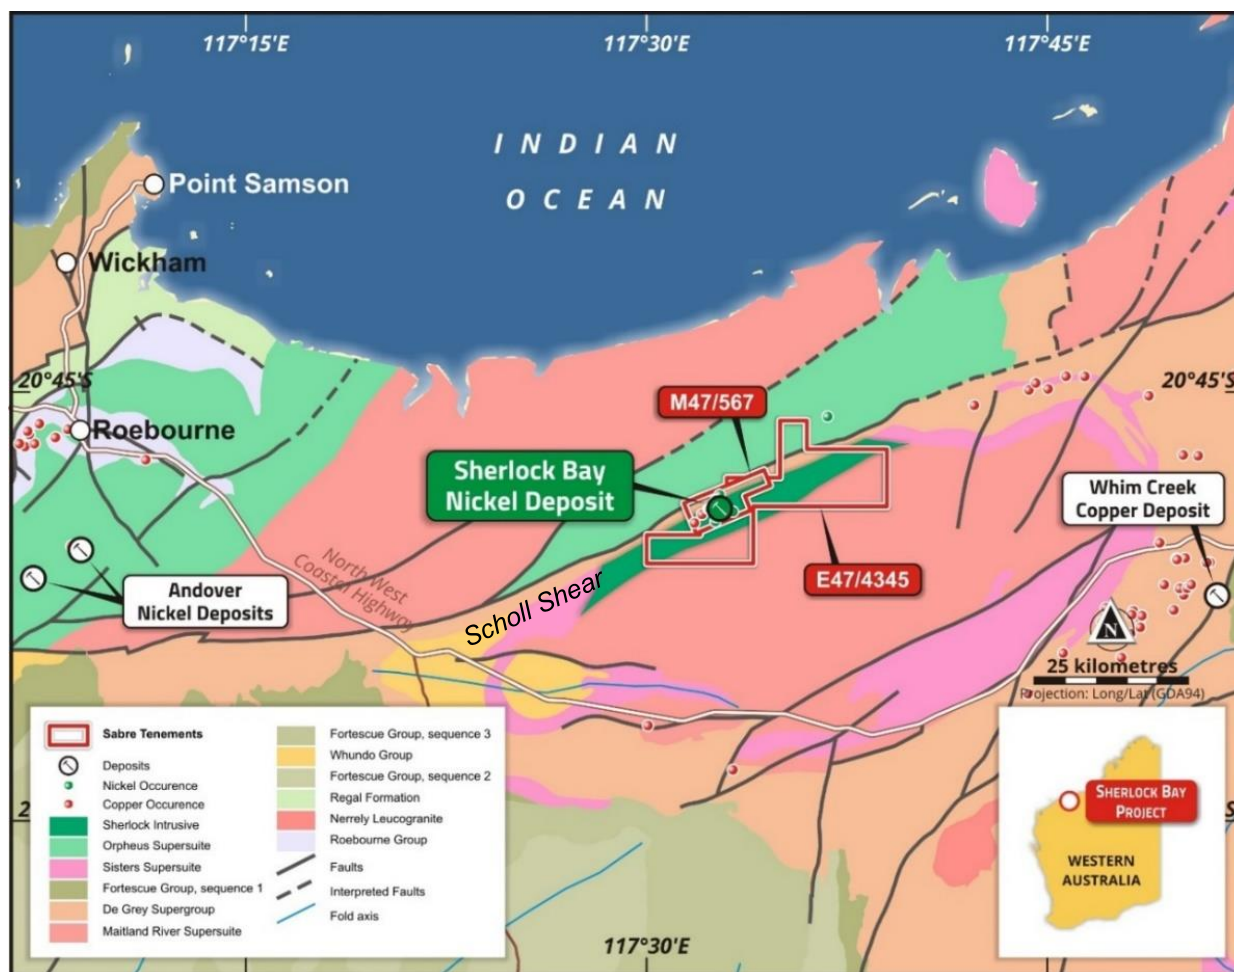 117°15'E
117°30'E
117°45'E
INDIAN
OCEAN
Point Samson
Wickham
20°45'S
20°45'S
M47/567
Roebourne
Sherlock Bay
Nickel Deposit
Whim Creek
Copper Deposit
E47/4345
North West
Coastal Highway
Andover
Nickel Deposits
Scholl Shear
N
25 kilometres
Projection: Long/Lat (GDA94)
Sabre Tenements
Deposits
Nickel Occurence
Copper Occurence
Sherlock Intrusive
Orpheus Supersuite
Sisters Supersuite
Fortescue Group, sequence 1
De Grey Supergroup
Maitland River Supersuite
Fortescue Group, sequence 3
Whundo Group
Fortescue Group, sequence 2
Regal Formation
Nerrely Leucogranite
Roebourne Group
Faults
Interpreted Faults
Fold axis
SHERLOCK BAY
PROJECT
WESTERN
AUSTRALIA
117°30'E